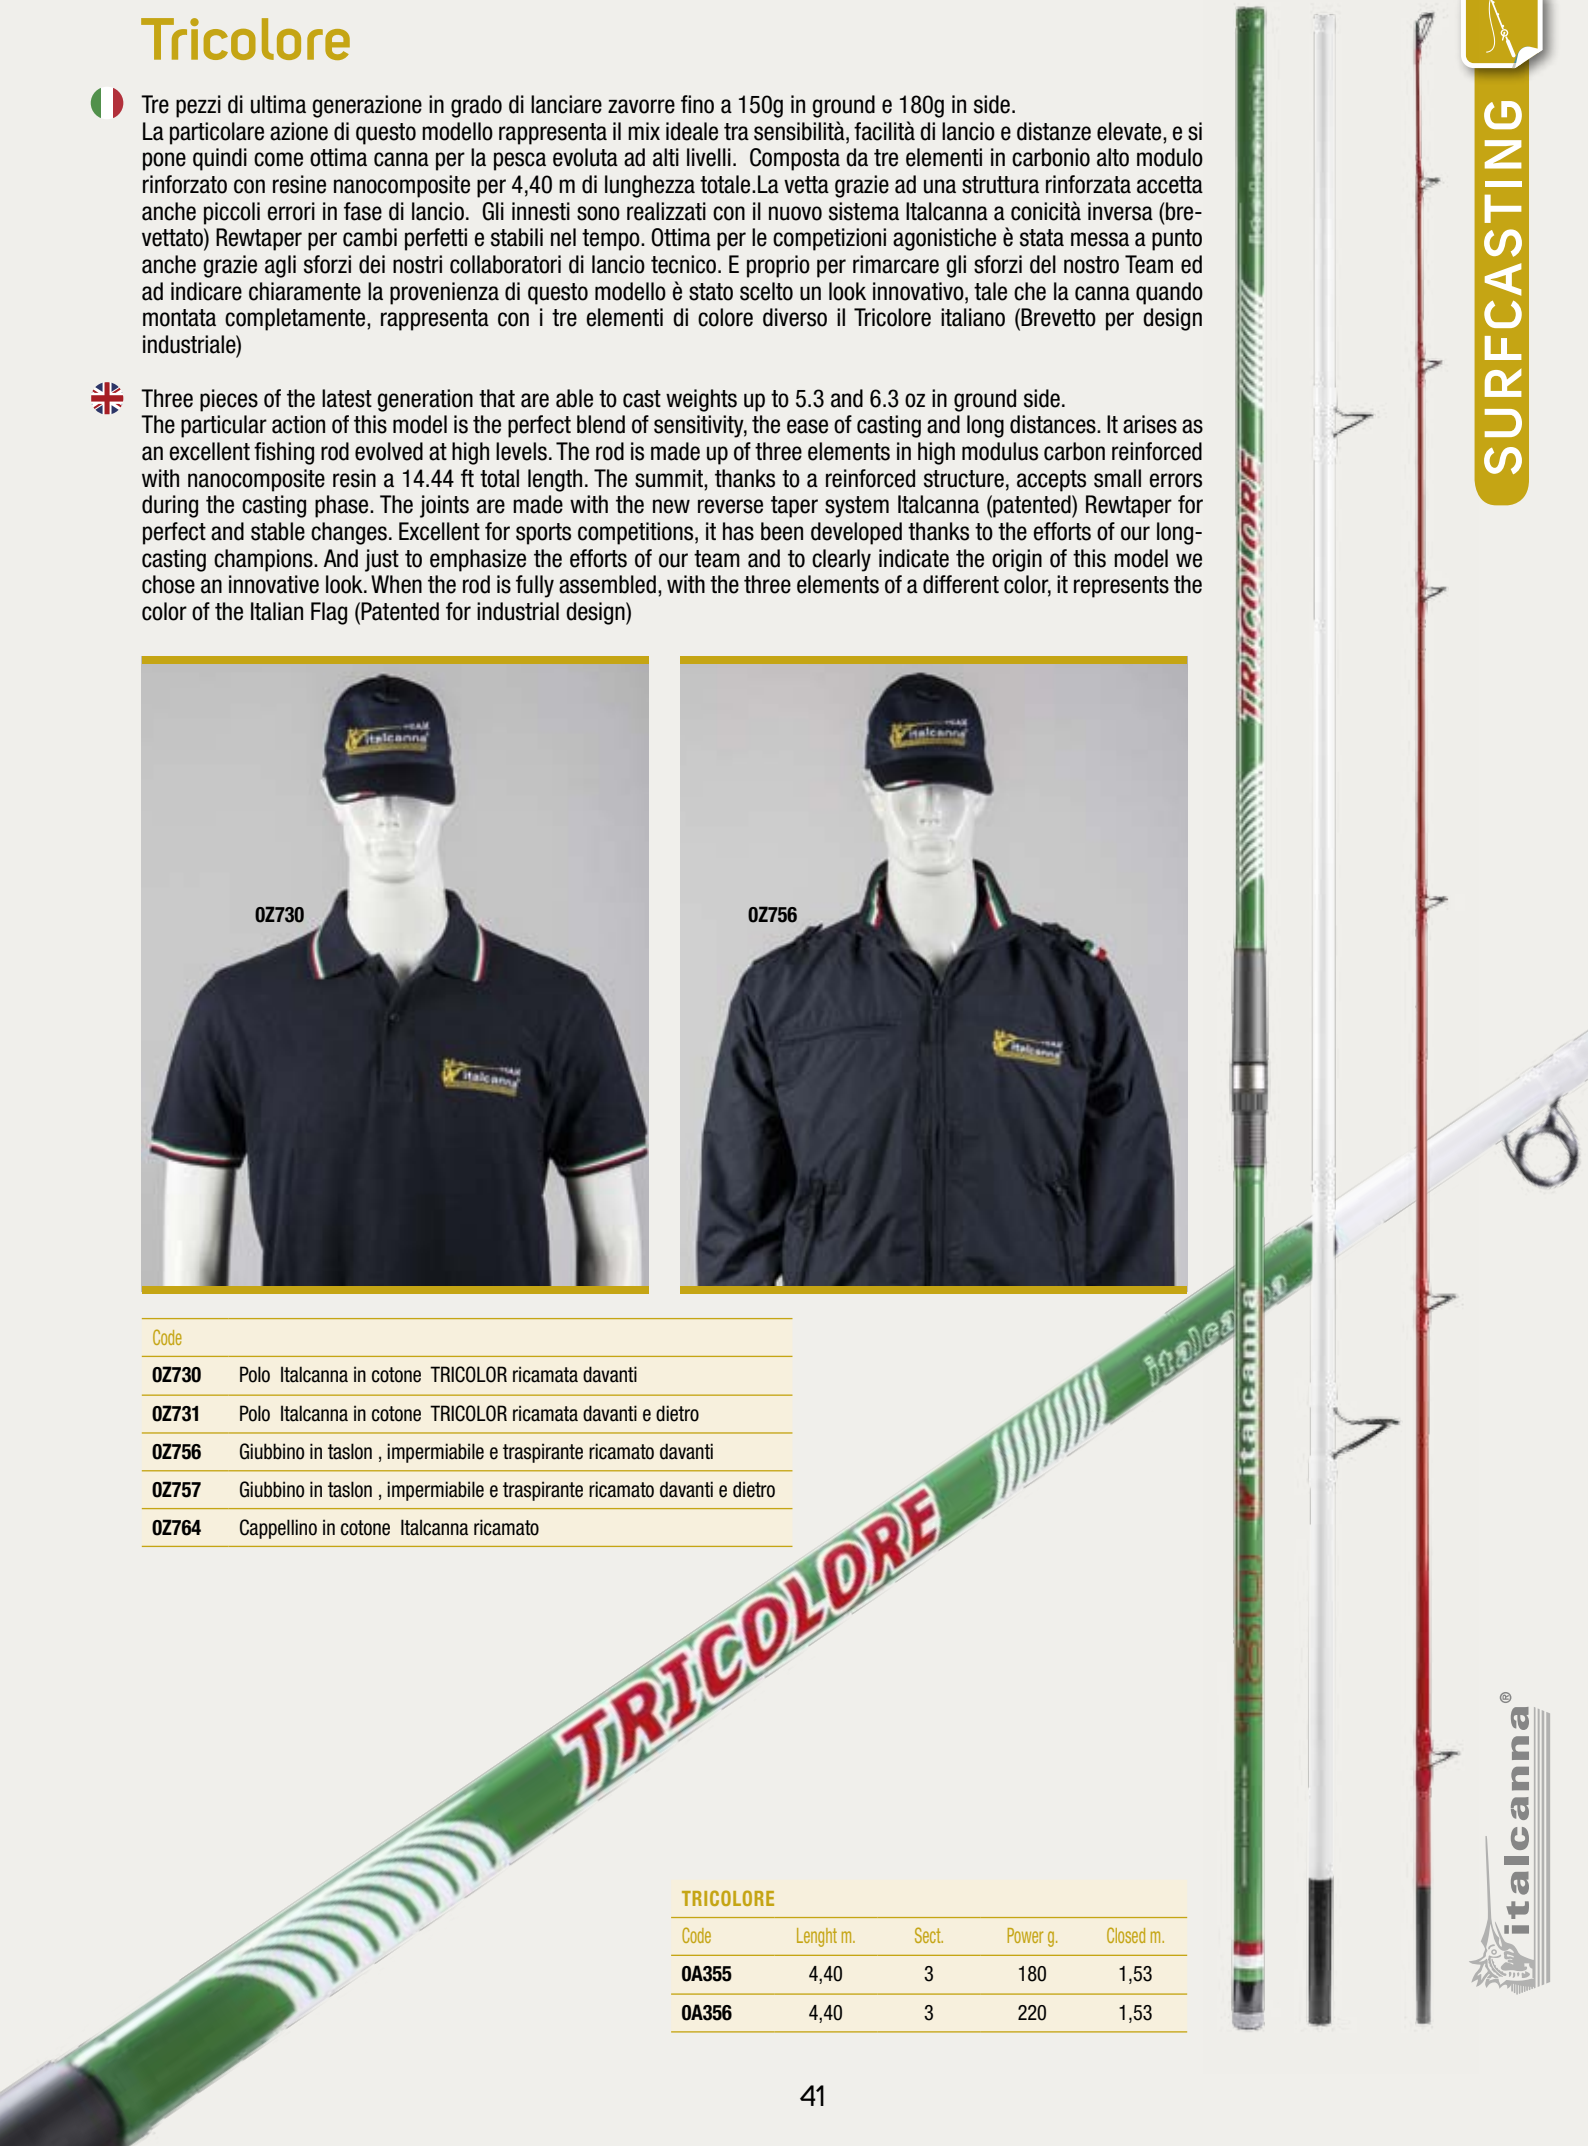 Tricolore
Tre pezzi di ultima generazione in grado di lanciare zavorre fino a 150g in ground e 180g in side.
La particolare azione di questo modello rappresenta il mix ideale tra sensibilità, facilità di lancio e distanze elevate, e si
pone quindi come ottima canna per la pesca evoluta ad alti livelli. Composta da tre elementi in carbonio alto modulo
rinforzato con resine nanocomposite per 4,40 m di lunghezza totale.La vetta grazie ad una struttura rinforzata accetta
anche piccoli errori in fase di lancio. Gli innesti sono realizzati con il nuovo sistema Italcanna a conicità inversa (bre-
vettato) Rewtaper per cambi perfetti e stabili nel tempo. Ottima per le competizioni agonistiche è stata messa a punto
anche grazie agli sforzi dei nostri collaboratori di lancio tecnico. E proprio per rimarcare gli sforzi del nostro Team ed
ad indicare chiaramente la provenienza di questo modello è stato scelto un look innovativo, tale che la canna quando
montata completamente, rappresenta con i tre elementi di colore diverso il Tricolore italiano (Brevetto per design
industriale)
Three pieces of the latest generation that are able to cast weights up to 5.3 and 6.3 oz in ground side.
The particular action of this model is the perfect blend of sensitivity, the ease of casting and long distances. It arises as
an excellent fishing rod evolved at high levels. The rod is made up of three elements in high modulus carbon reinforced
with nanocomposite resin a 14.44 ft total length. The summit, thanks to a reinforced structure, accepts small errors
during the casting phase. The joints are made with the new reverse taper system Italcanna (patented) Rewtaper for
perfect and stable changes. Excellent for sports competitions, it has been developed thanks to the efforts of our long-
casting champions. And just to emphasize the efforts of our team and to clearly indicate the origin of this model we
chose an innovative look. When the rod is fully assembled, with the three elements of a different color, it represents the
color of the Italian Flag (Patented for industrial design)
SURFCASTING
TEAM
italcanna
TEAM
italcanna
0Z730
0Z756
TEAM
italcanna
TEAM
italcanna
Code
0Z730 Polo Italcanna in cotone TRICOLOR ricamata davanti
0Z731 Polo Italcanna in cotone TRICOLOR ricamata davanti e dietro
0Z756 Giubbino in taslon , impermiabile e traspirante ricamato davanti
0Z757 Giubbino in taslon , impermiabile e traspirante ricamato davanti e dietro
0Z764 Cappellino in cotone Italcanna ricamato
TRICOLORE
italcanna
TRICOLORE
italcanna
180
italcanna®
TRICOLORE
Code Lenght m. Sect. Power g. Closed m.
0A355 4,40 3 180 1,53
0A356 4,40 3 220 1,53
41